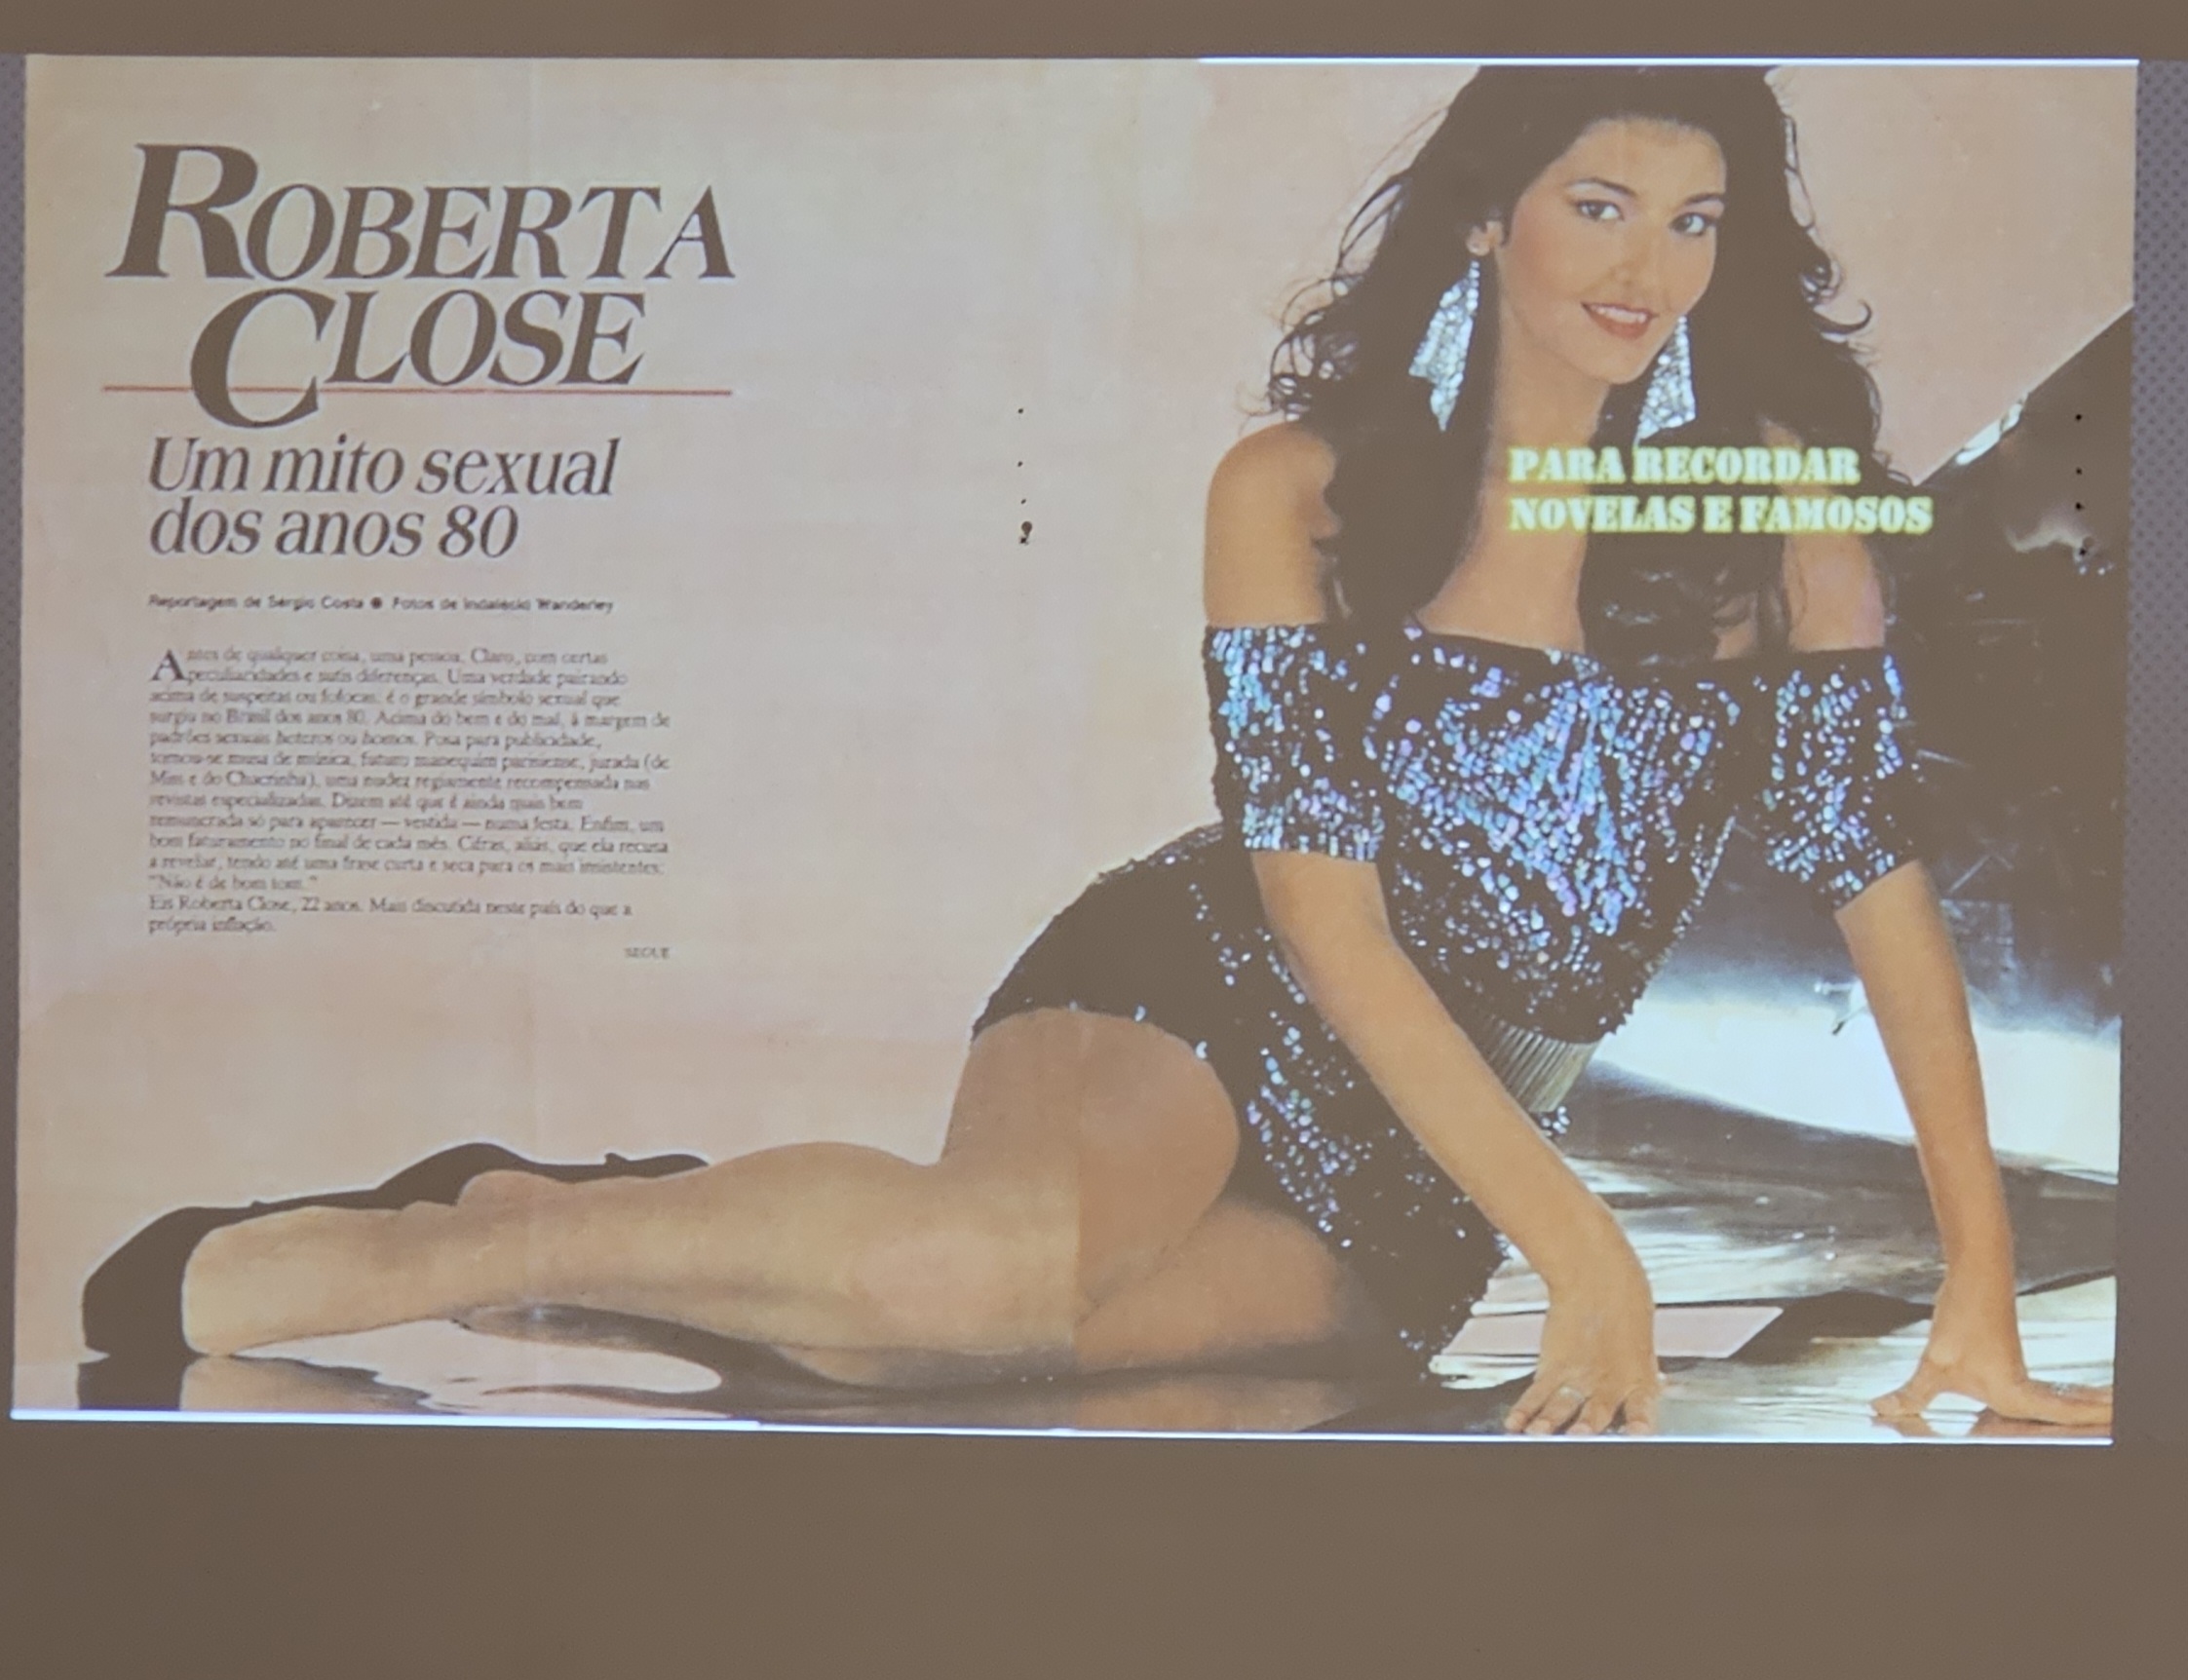 ROBERTA
CLOSE
Um mito sexual
dos anos 80
Reportagem de Sérgio Costa ● Fotos de Indalécio Wanderley
Antes de qualquer coisa, uma pessoa. Claro, com certas
peculiaridades e sutis diferenças. Uma verdade pairando
acima de suspeitas ou fofocas: é o grande símbolo sexual que
surgiu no Brasil dos anos 80. Acima do bem e do mal, à margem de
padrões sexuais heteros ou homos. Posa para publicidade,
tornou-se musa de música, futuro manequim parisiense, jurada (de
Miss e do Chacrinha), uma nudez regiamente recompensada nas
revistas especializadas. Dizem até que é ainda mais bem
remunerada só para aparecer — vestida — numa festa. Enfim, um
bom faturamento no final de cada mês. Cifras, aliás, que ela recusa
a revelar, tendo até uma frase curta e seca para os mais insistentes:
"Não é de bom tom."
Eis Roberta Close, 22 anos. Mais discutida neste país do que a
própria inflação.
SEGUE
PARA RECORDAR
NOVELAS E FAMOSOS